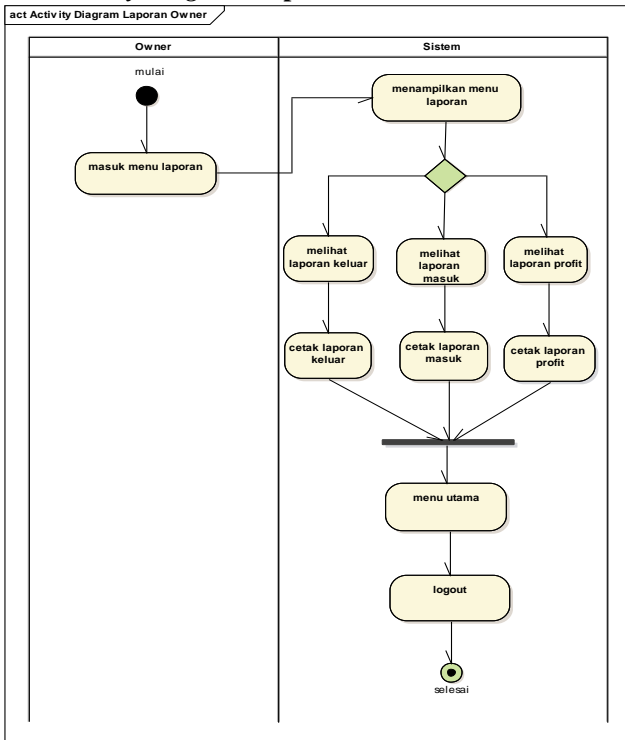 act Activity Diagram Laporan Owner
Owner
Sistem
mulai
masuk menu laporan
menampilkan menu
laporan
melihat
laporan keluar
melihat
laporan
masuk
melihat
laporan profit
cetak laporan
keluar
cetak laporan
masuk
cetak laporan
profit
menu utama
logout
selesai